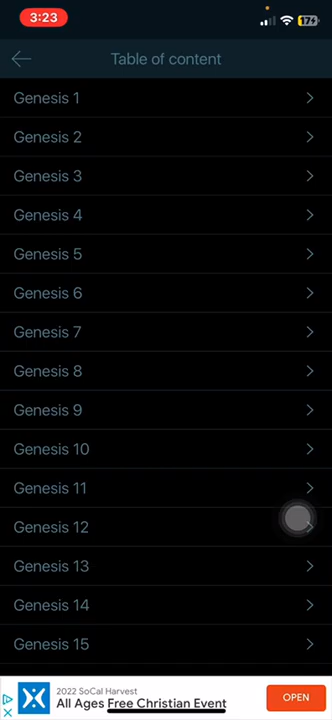 3:23
17
Table of content
Genesis 1
Genesis 2
Genesis 3
Genesis 4
Genesis 5
Genesis 6
Genesis 7
Genesis 8
Genesis 9
Genesis 10
Genesis 11
Genesis 12
Genesis 13
Genesis 14
Genesis 15
2022 SoCal Harvest
All Ages Free Christian Event
OPEN